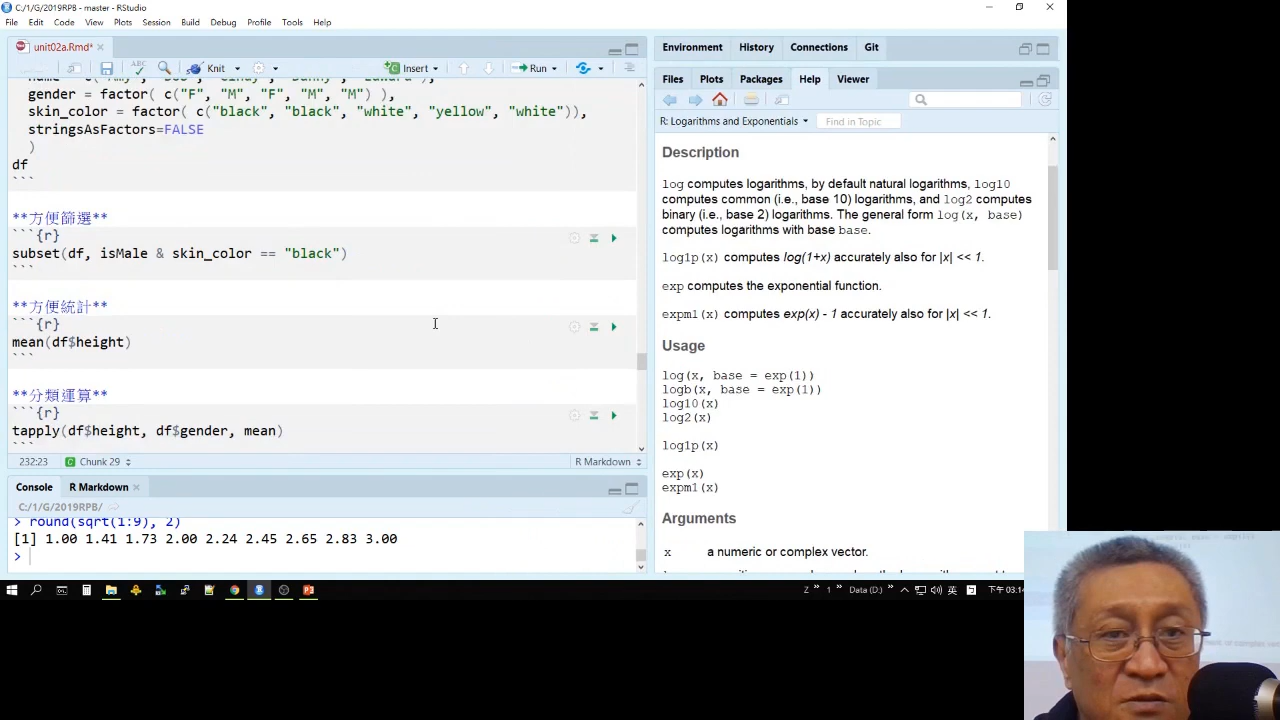 C:/1/G/2019RPB - master - RStudio
File Edit Code View Plots Session Build Debug Profile Tools Help
unit02a.Rmd*
Knit Insert Run
gender = factor( c("F", "M", "F", "M", "M") ),
skin_color = factor( c("black", "black", "white", "yellow", "white")),
stringsAsFactors=FALSE
)
df
```
**方便篩選**
```{r}
subset(df, isMale & skin_color == "black")
```
**方便統計**
```{r}
mean(df$height)
```
**分類運算**
```{r}
tapply(df$height, df$gender, mean)
232:23 Chunk 29 R Markdown
Console R Markdown
C:/1/G/2019RPB/
> round(sqrt(1:9), 2)
[1] 1.00 1.41 1.73 2.00 2.24 2.45 2.65 2.83 3.00
>
Environment History Connections Git
Files Plots Packages Help Viewer
R: Logarithms and Exponentials Find in Topic
Description
log computes logarithms, by default natural logarithms, log10
computes common (i.e., base 10) logarithms, and log2 computes
binary (i.e., base 2) logarithms. The general form log(x, base)
computes logarithms with base base.
log1p(x) computes log(1+x) accurately also for |x| << 1.
exp computes the exponential function.
expm1(x) computes exp(x) - 1 accurately also for |x| << 1.
Usage
log(x, base = exp(1))
logb(x, base = exp(1))
log10(x)
log2(x)
log1p(x)
exp(x)
expm1(x)
Arguments
x a numeric or complex vector.
Z » 1 » Data (D:) » 英 下午 03:14